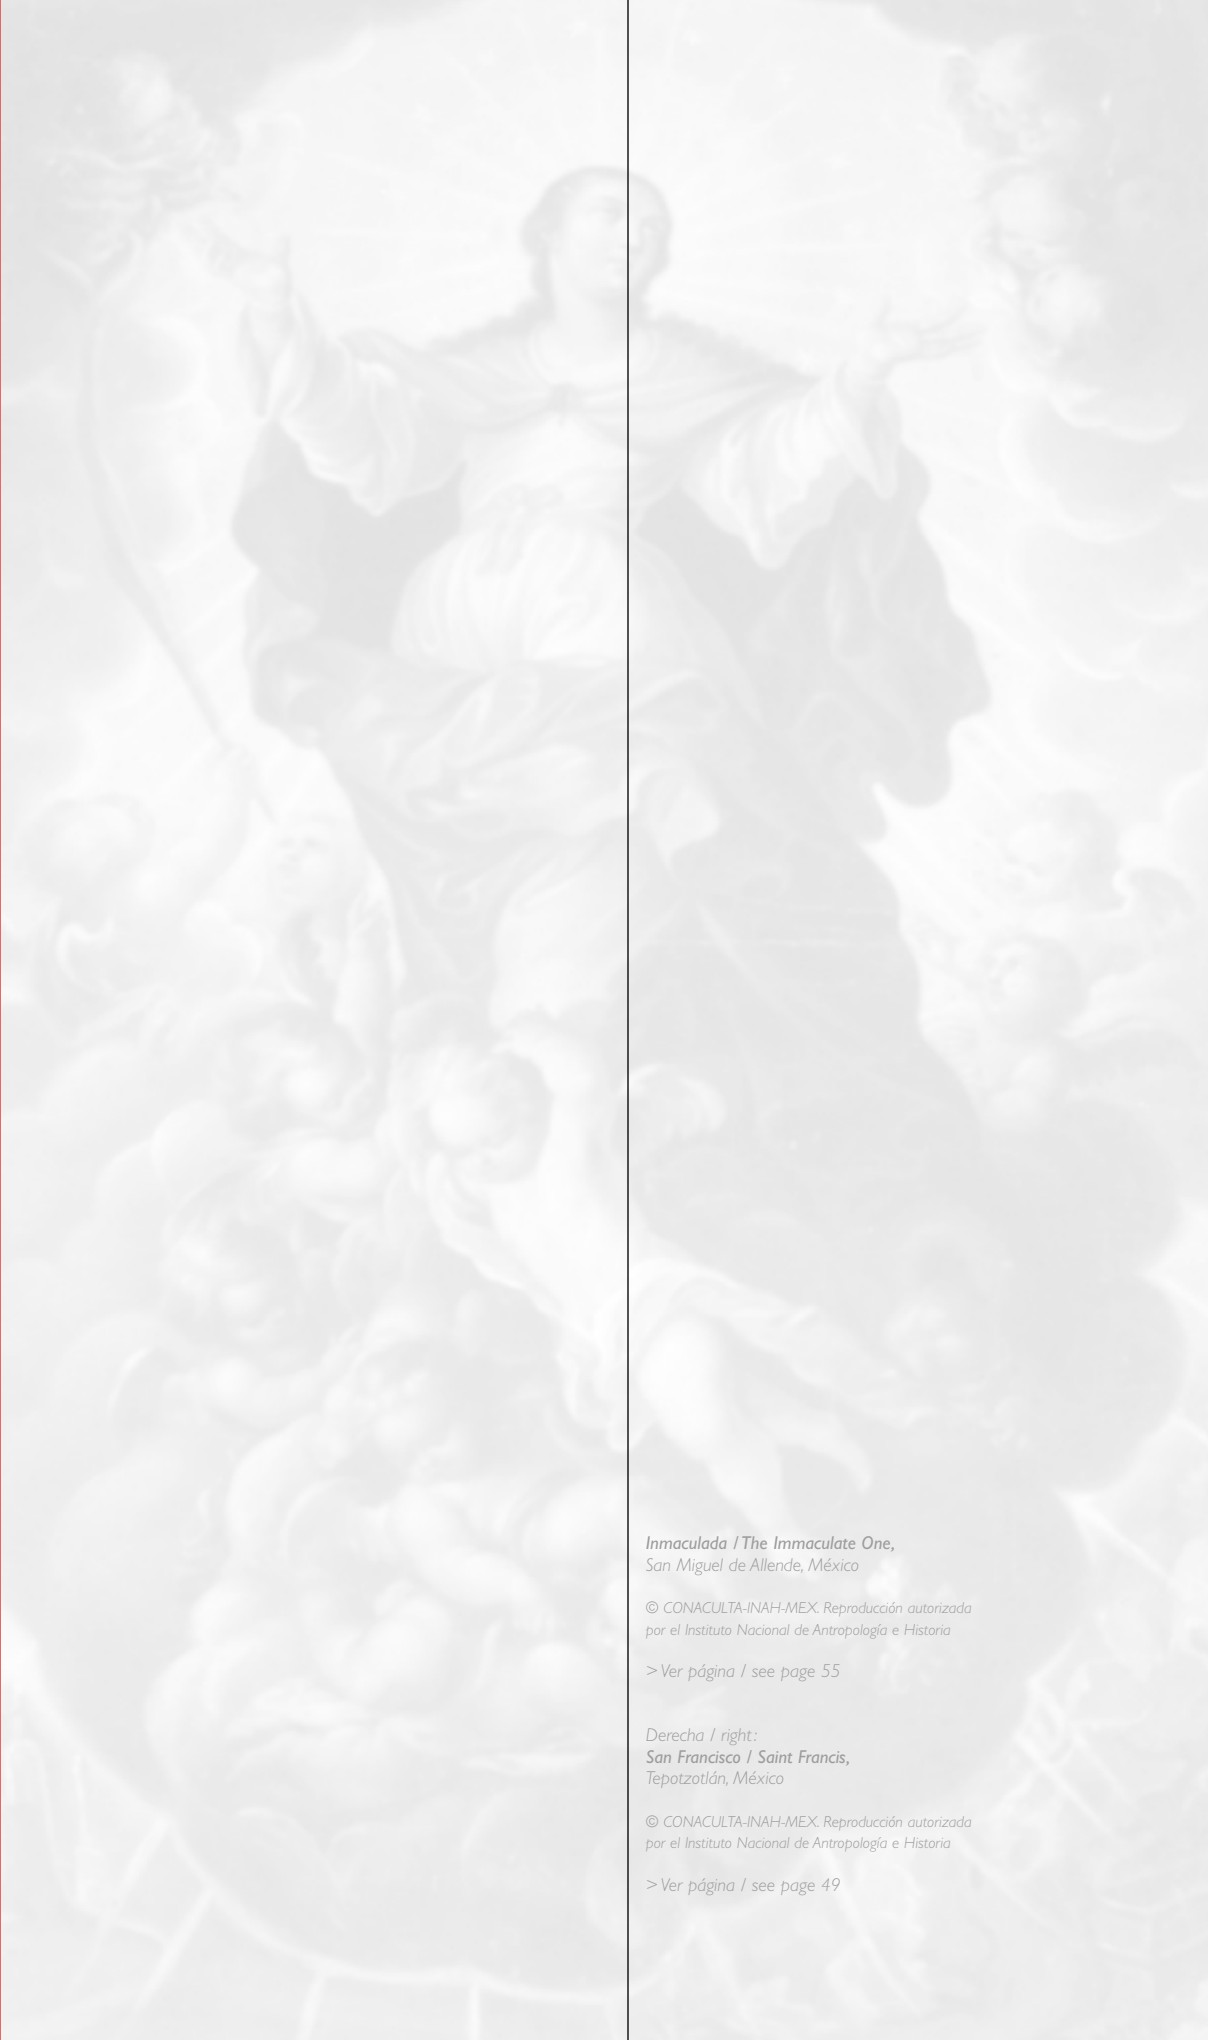 Inmaculada / The Immaculate One,
San Miguel de Allende, México
© CONACULTA-INAH-MEX. Reproducción autorizada
por el Instituto Nacional de Antropología e Historia
> Ver página / see page 55
Derecha / right:
San Francisco / Saint Francis,
Tepotzotlán, México
© CONACULTA-INAH-MEX. Reproducción autorizada
por el Instituto Nacional de Antropología e Historia
> Ver página / see page 49